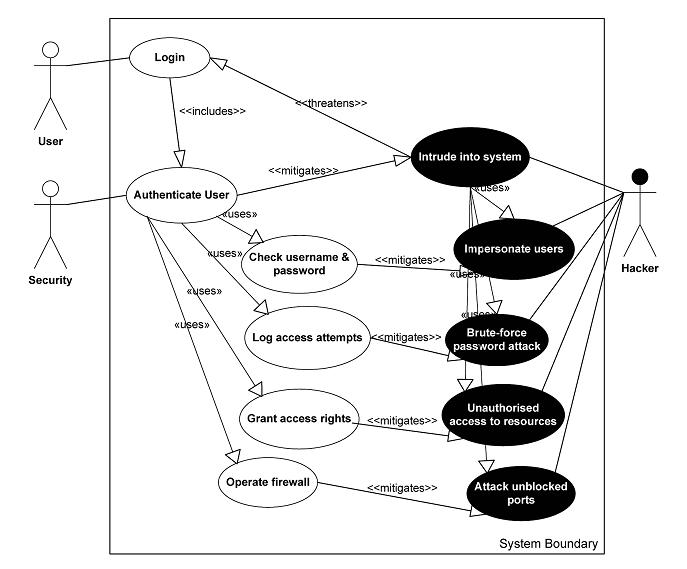 Login
<<threatens>>
<<includes>>
User
Intrude into system
<<mitigates>>
Security
Authenticate User
«uses»
«uses»
Impersonate users
Hacker
«uses»
Check username &
password
<<mitigates>>
«uses»
«uses»
«uses»
«uses»
Log access attempts
<<mitigates>>
Brute-force
password attack
Grant access rights
<<mitigates>>
Unauthorised
access to resources
Operate firewall
<<mitigates>>
Attack unblocked
ports
System Boundary